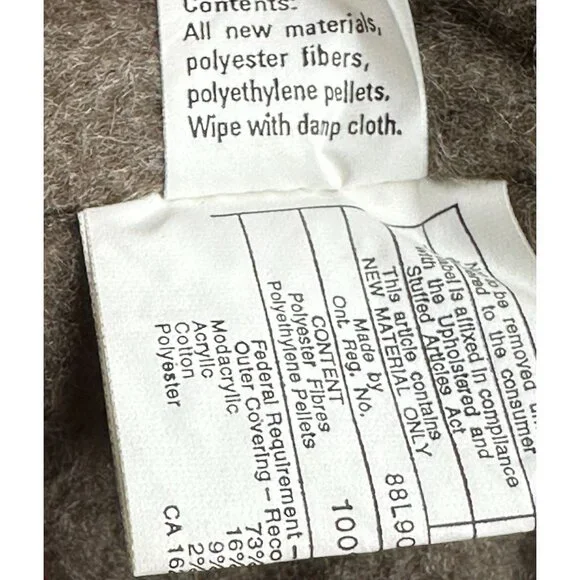 Contents:
All new materials,
polyester fibers,
polyethylene pellets.
Wipe with damp cloth.
be removed
to the consumer
is affixed in compliance
with the Upholstered and
Stuffed Articles Act
This article contains
NEW MATERIAL ONLY
Made by
Ont. Reg. No. 88L90
CONTENT
Polyester Fibres 100
Polyethylene Pellets
Federal Requirement – Reco
Outer Covering –
Modacrylic 73%
Acrylic 16%
Cotton 9%
Polyester 2%
CA 16